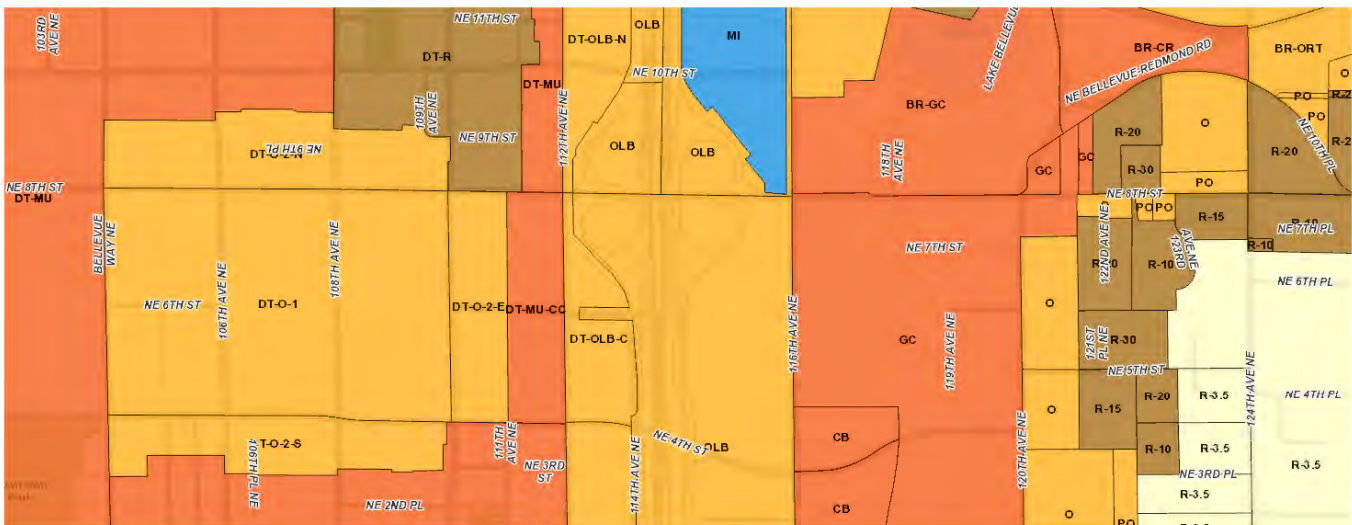 103RD
AVE NE
NE 11TH ST
DT-R
109TH
AVE NE
NE 9TH ST
DT-MU
112TH AVE NE
DT-OLB-N
OLB
NE 10TH ST
MI
OLB
OLB
LAKE BELLEVUE
BR-CR
NE BELLEVUE-REDMOND RD
BR-ORT
O
PO
PO
NE 10TH PL
R-20
BR-GC
118TH
AVE NE
GC
GC
R-20
R-30
O
PO
NE 9TH PL
DT-O-2-N
NE 8TH ST
DT-MU
NE 8TH ST
PO
PO
R-15
R-10
NE 7TH PL
R-10
BELLEVUE
WAY NE
106TH AVE NE
108TH AVE NE
NE 6TH ST
DT-O-1
DT-O-2-E
DT-MU-CC
DT-OLB-C
116TH AVE NE
NE 7TH ST
GC
119TH AVE NE
O
122ND AVE NE
R-10
123RD
AVE NE
NE 6TH PL
121ST
PL NE
R-30
NE 5TH ST
124TH AVE NE
R-15
R-20
R-3.5
NE 4TH PL
O
R-10
R-3.5
NE 3RD PL
R-3.5
R-3.5
T-O-2-S
106TH PL NE
NE 2ND PL
111TH
AVE NE
NE 3RD
ST
114TH AVE NE
NE 4TH ST
OLB
CB
CB
120TH AVE NE
O
PO